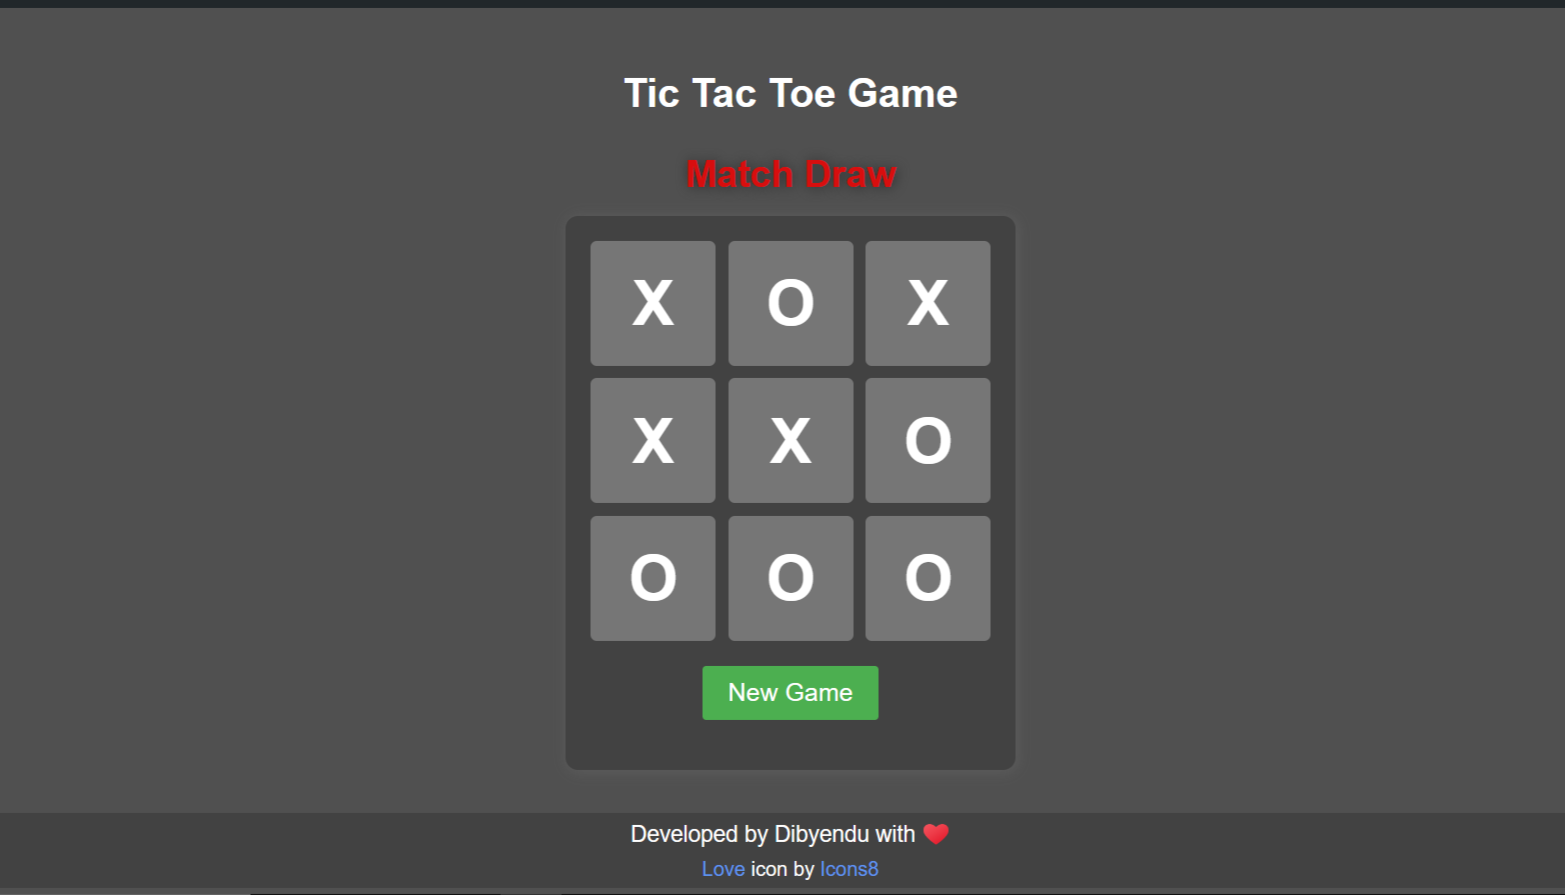 Tic Tac Toe Game
Match Draw
X O X
X X O
O O O
New Game
Developed by Dibyendu with ❤️
Love icon by Icons8